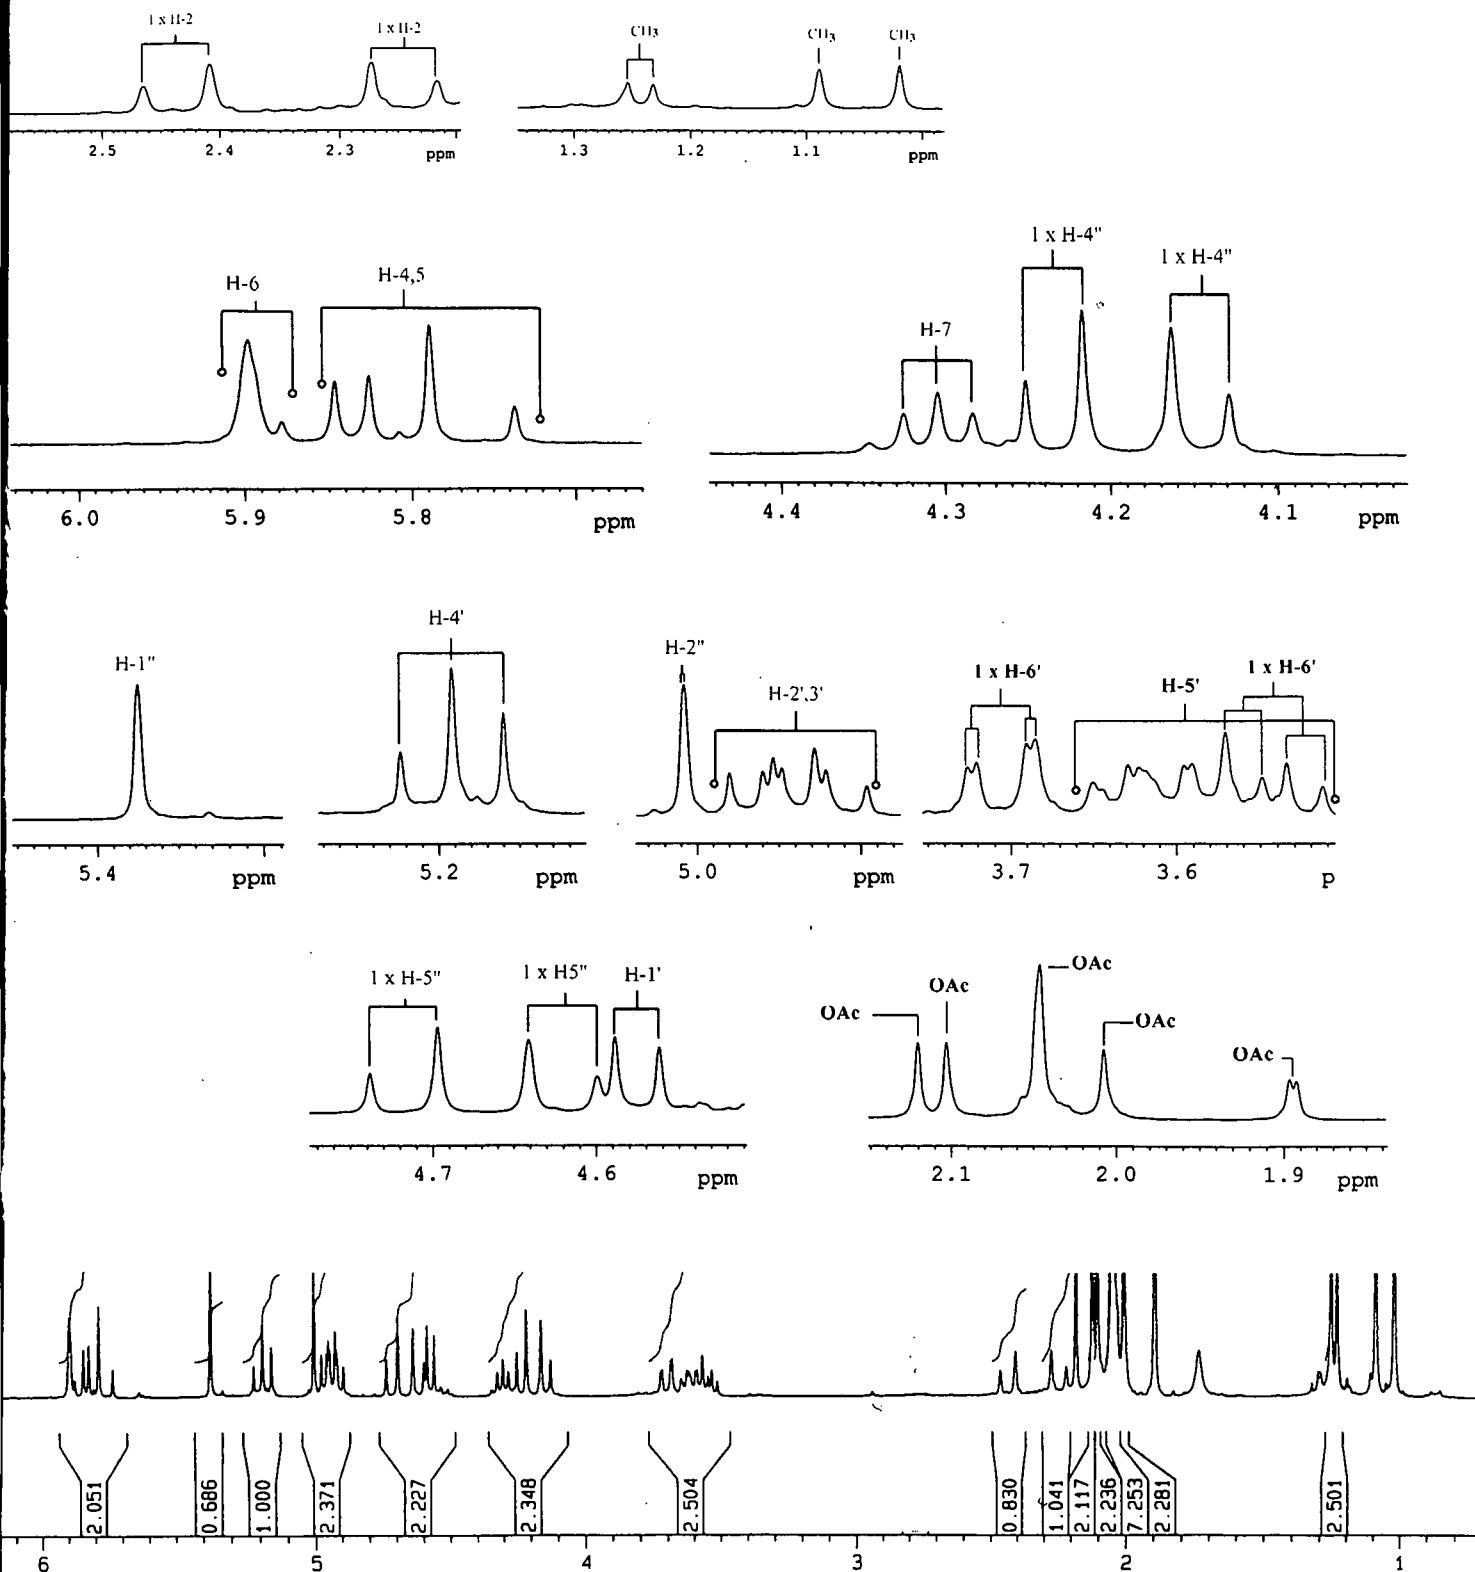 1 x H-2 1 x H-2 CH3 CH3 CH3
2.5 2.4 2.3 ppm 1.3 1.2 1.1 ppm
H-6 H-4,5 H-7 1 x H-4" 1 x H-4"
6.0 5.9 5.8 ppm 4.4 4.3 4.2 4.1 ppm
H-1" H-4' H-2" H-2',3' 1 x H-6' H-5' 1 x H-6'
5.4 ppm 5.2 ppm 5.0 ppm 3.7 3.6 p
1 x H-5" 1 x H5" H-1' OAc OAc OAc OAc OAc
4.7 4.6 ppm 2.1 2.0 1.9 ppm
2.051 0.686 1.000 2.371 2.227 2.348 2.504 0.830 1.041 2.117 2.236 7.253 2.281 2.501
6 5 4 3 2 1